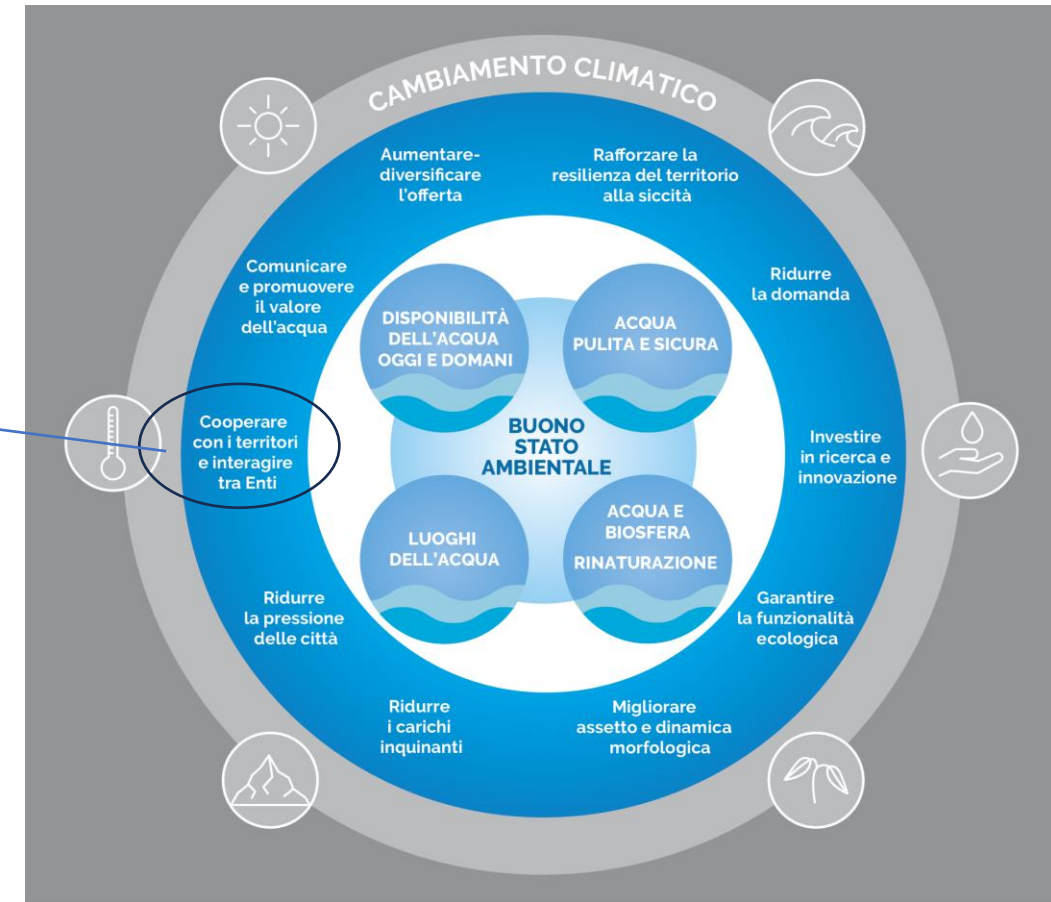 CAMBIAMENTO CLIMATICO
Aumentare-
diversificare
l'offerta
Rafforzare la
resilienza del territorio
alla siccità
Comunicare
e promuovere
il valore
dell'acqua
Ridurre
la domanda
DISPONIBILITÀ
DELL'ACQUA
OGGI E DOMANI
ACQUA
PULITA E SICURA
Cooperare
con i territori
e interagire
tra Enti
BUONO
STATO
AMBIENTALE
Investire
in ricerca e
innovazione
LUOGHI
DELL'ACQUA
ACQUA E
BIOSFERA
RINATURAZIONE
Ridurre
la pressione
delle città
Garantire
la funzionalità
ecologica
Ridurre
i carichi
inquinanti
Migliorare
assetto e dinamica
morfologica